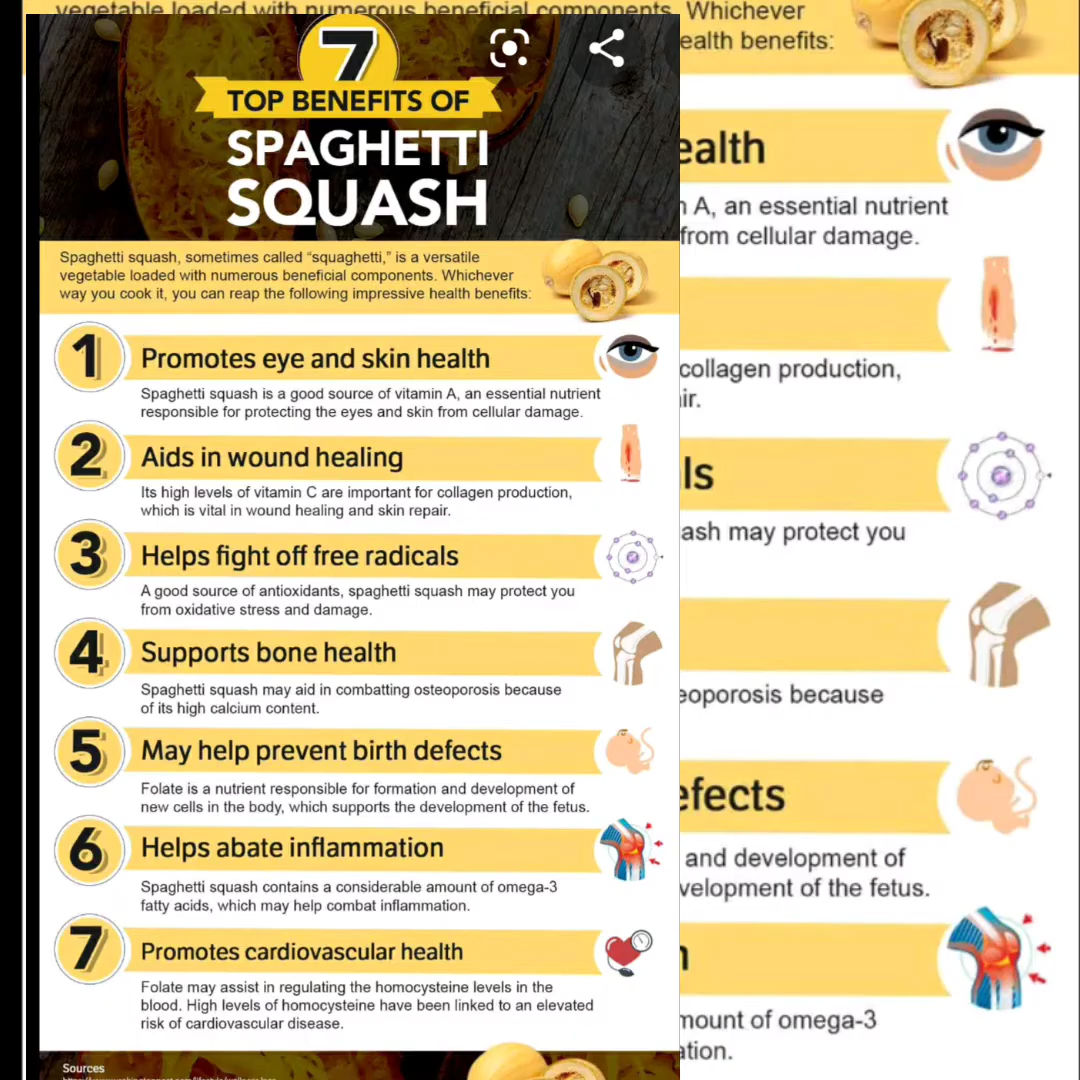 vegetable loaded with numerous beneficial components. Whichever
ealth benefits:
7
TOP BENEFITS OF
SPAGHETTI
SQUASH
Spaghetti squash, sometimes called "squaghetti," is a versatile
vegetable loaded with numerous beneficial components. Whichever
way you cook it, you can reap the following impressive health benefits:
1
Promotes eye and skin health
Spaghetti squash is a good source of vitamin A, an essential nutrient
responsible for protecting the eyes and skin from cellular damage.
2
Aids in wound healing
Its high levels of vitamin C are important for collagen production,
which is vital in wound healing and skin repair.
3
Helps fight off free radicals
A good source of antioxidants, spaghetti squash may protect you
from oxidative stress and damage.
4
Supports bone health
Spaghetti squash may aid in combatting osteoporosis because
of its high calcium content.
5
May help prevent birth defects
Folate is a nutrient responsible for formation and development of
new cells in the body, which supports the development of the fetus.
6
Helps abate inflammation
Spaghetti squash contains a considerable amount of omega-3
fatty acids, which may help combat inflammation.
7
Promotes cardiovascular health
Folate may assist in regulating the homocysteine levels in the
blood. High levels of homocysteine have been linked to an elevated
risk of cardiovascular disease.
Sources
ealth
A, an essential nutrient
from cellular damage.
collagen production,
ir.
ls
ash may protect you
eoporosis because
efects
and development of
velopment of the fetus.
mount of omega-3
ation.